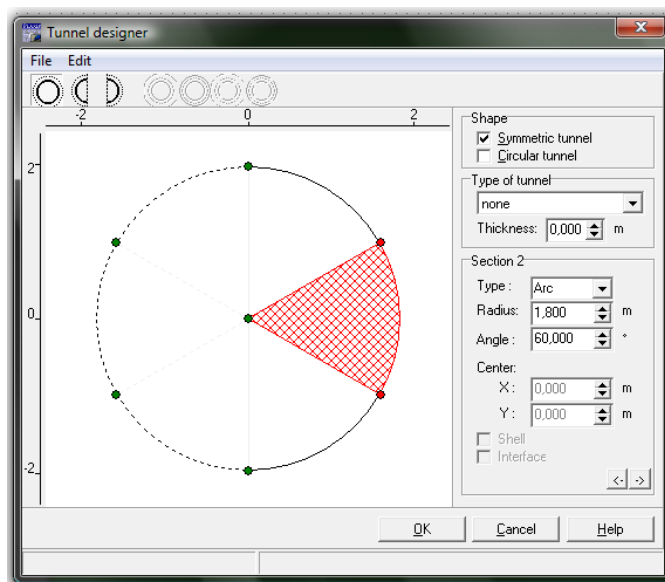 Tunnel designer
File Edit
-2 0 2
2
0
-2
Shape
Symmetric tunnel
Circular tunnel
Type of tunnel
none
Thickness: 0,000 m
Section 2
Type : Arc
Radius: 1,800 m
Angle : 60,000 °
Center:
X : 0,000 m
Y : 0,000 m
Shell
Interface
<- ->
OK Cancel Help